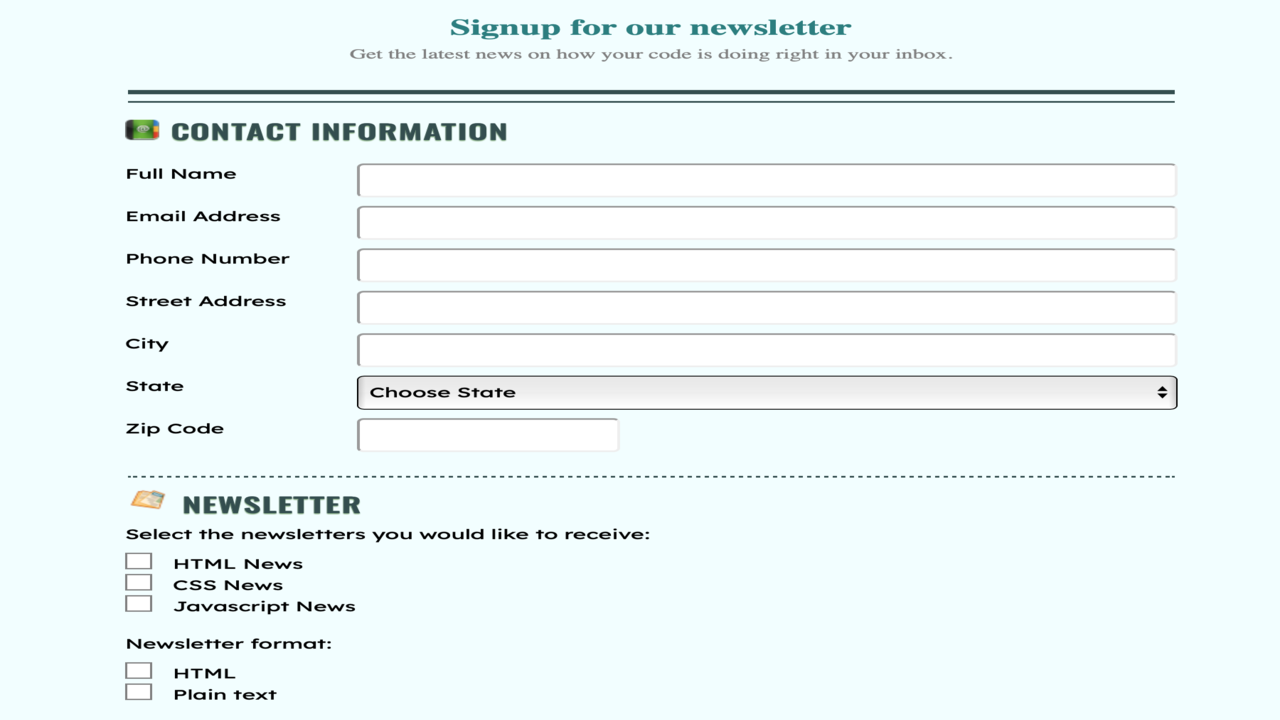 Signup for our newsletter
Get the latest news on how your code is doing right in your inbox.
CONTACT INFORMATION
Full Name
Email Address
Phone Number
Street Address
City
State
Choose State
Zip Code
NEWSLETTER
Select the newsletters you would like to receive:
HTML News
CSS News
Javascript News
Newsletter format:
HTML
Plain text